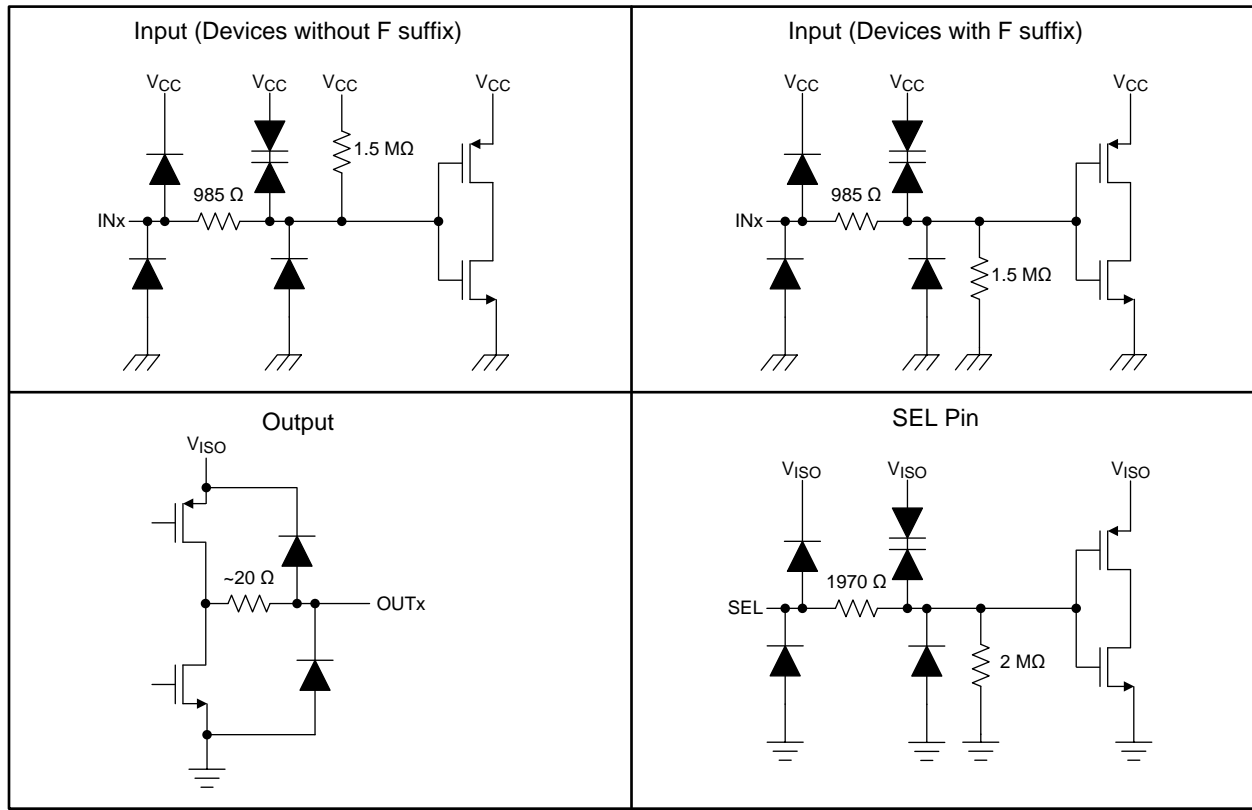 Input (Devices without F suffix)
VCC VCC VCC VCC
1.5 MΩ
985 Ω
INx
Input (Devices with F suffix)
VCC VCC VCC
985 Ω
INx
1.5 MΩ
Output
VISO
~20 Ω
OUTx
SEL Pin
VISO VISO VISO
1970 Ω
SEL
2 MΩ